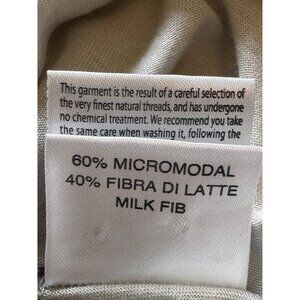 This garment is the result of a careful selection of
the very finest natural threads, and has undergone
no chemical treatment. We recommend you take
the same care when washing it, following the
60% MICROMODAL
40% FIBRA DI LATTE
MILK FIB